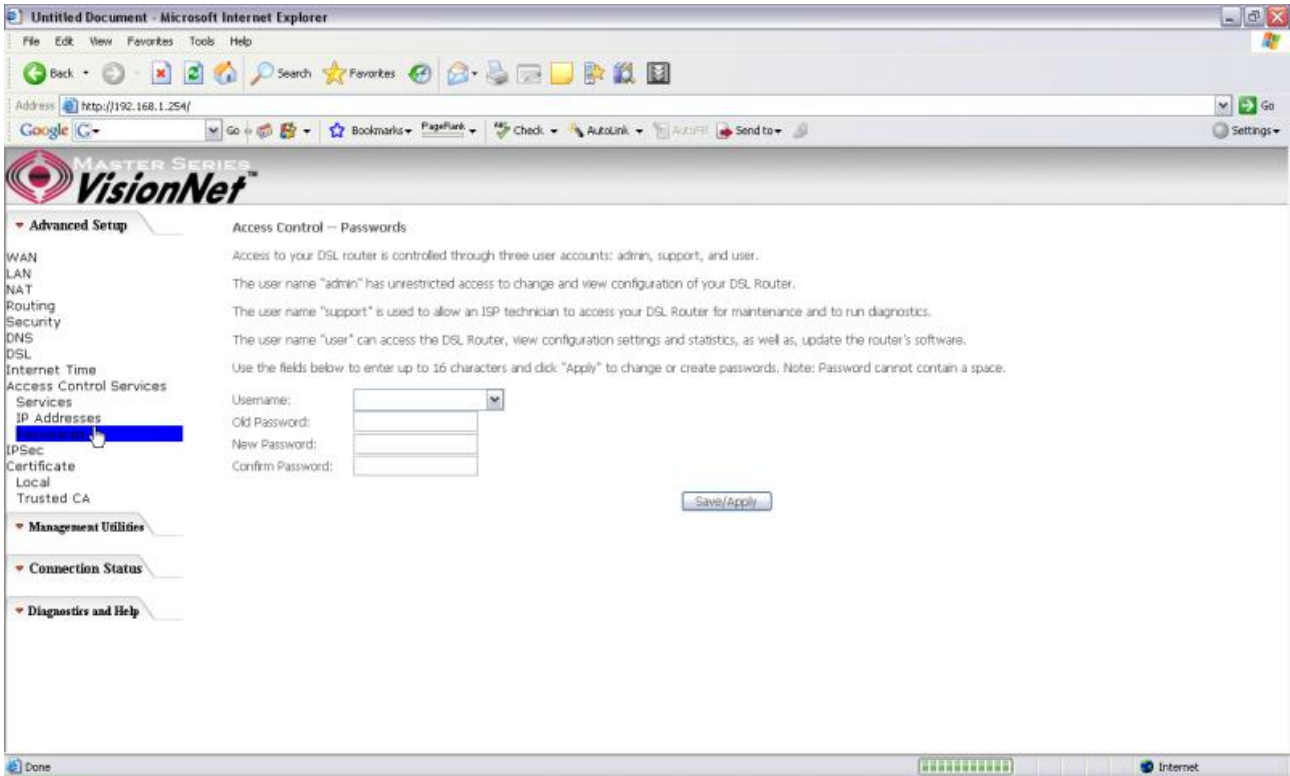 Untitled Document - Microsoft Internet Explorer
File Edit View Favorites Tools Help
Back Search Favorites
Address http://192.168.1.254/ Go
Google G Go Bookmarks PageRank Check AutoLink AutoFill Send to Settings
MASTER SERIES
VisionNet™
Advanced Setup
WAN
LAN
NAT
Routing
Security
DNS
DSL
Internet Time
Access Control Services
Services
IP Addresses
IPSec
Certificate
Local
Trusted CA
Management Utilities
Connection Status
Diagnostics and Help
Access Control -- Passwords
Access to your DSL router is controlled through three user accounts: admin, support, and user.
The user name "admin" has unrestricted access to change and view configuration of your DSL Router.
The user name "support" is used to allow an ISP technician to access your DSL Router for maintenance and to run diagnostics.
The user name "user" can access the DSL Router, view configuration settings and statistics, as well as, update the router's software.
Use the fields below to enter up to 16 characters and click "Apply" to change or create passwords. Note: Password cannot contain a space.
Username:
Old Password:
New Password:
Confirm Password:
Save/Apply
Done Internet